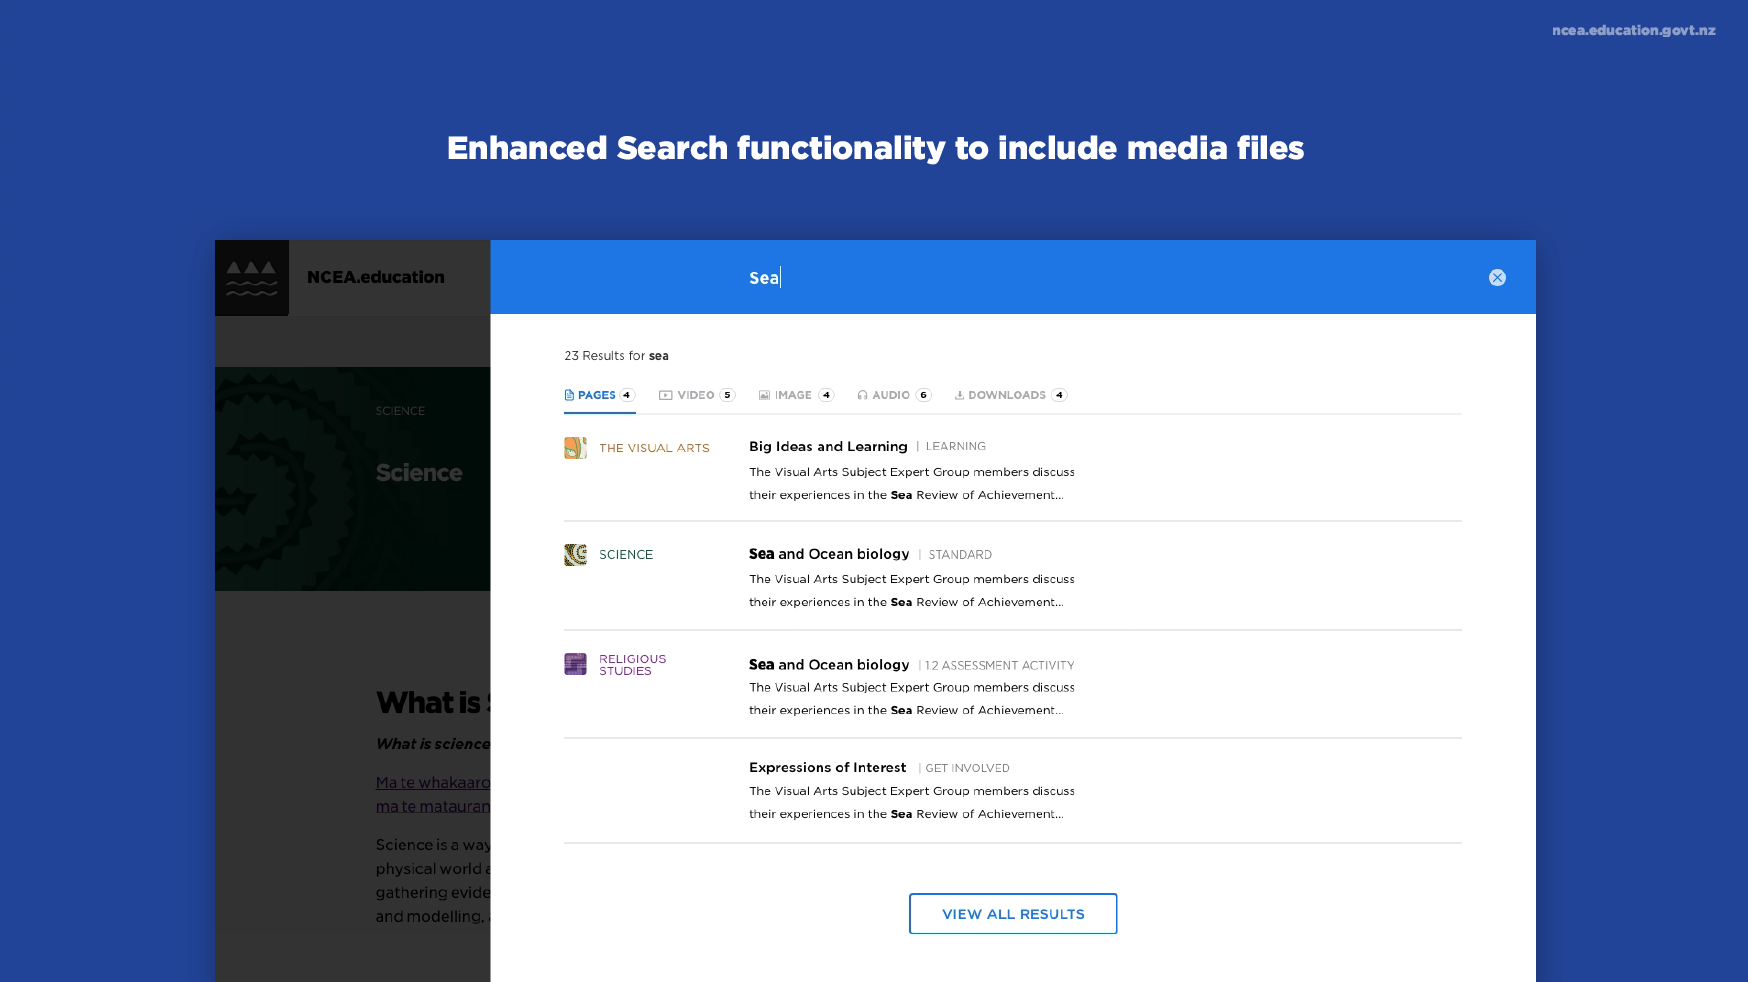 ncea.education.govt.nz
Enhanced Search functionality to include media files
NCEA.education
Sea
23 Results for sea
PAGES 4 VIDEO 5 IMAGE 4 AUDIO 6 DOWNLOADS 4
SCIENCE
Science
What is
What is science
Ma te whakaaro
ma te mataura
Science is a way
physical world
gathering evide
and modelling,
THE VISUAL ARTS
Big Ideas and Learning | LEARNING
The Visual Arts Subject Expert Group members discuss
their experiences in the Sea Review of Achievement...
SCIENCE
Sea and Ocean biology | STANDARD
The Visual Arts Subject Expert Group members discuss
their experiences in the Sea Review of Achievement...
RELIGIOUS
STUDIES
Sea and Ocean biology | 1.2 ASSESSMENT ACTIVITY
The Visual Arts Subject Expert Group members discuss
their experiences in the Sea Review of Achievement...
Expressions of Interest | GET INVOLVED
The Visual Arts Subject Expert Group members discuss
their experiences in the Sea Review of Achievement...
VIEW ALL RESULTS